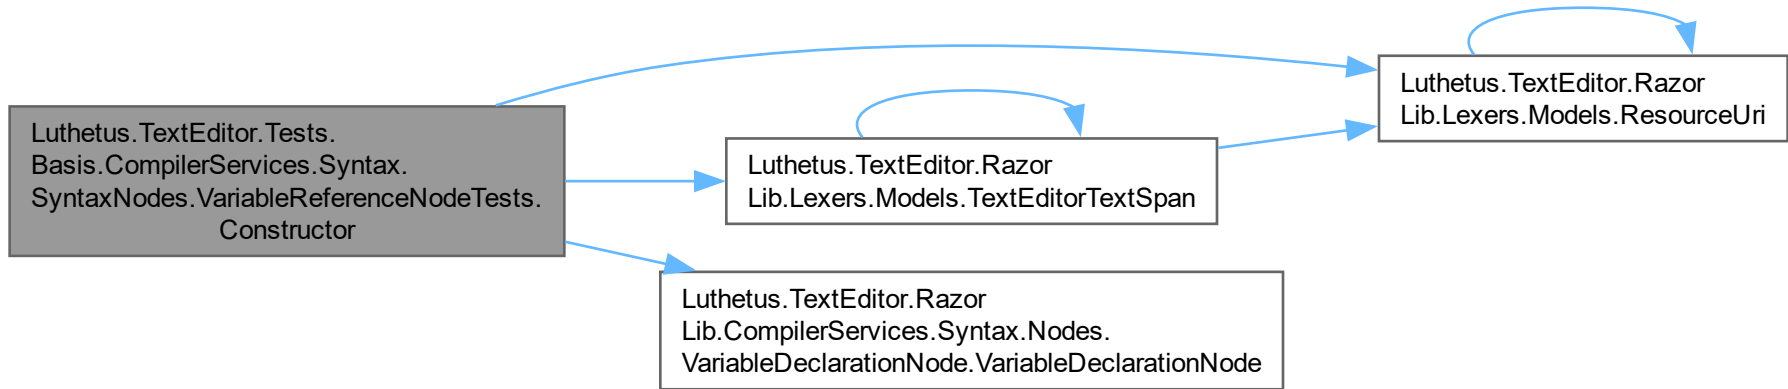 Luthetus.TextEditor.Tests.
Basis.CompilerServices.Syntax.
SyntaxNodes.VariableReferenceNodeTests.
Constructor
Luthetus.TextEditor.Razor
Lib.Lexers.Models.TextEditorTextSpan
Luthetus.TextEditor.Razor
Lib.Lexers.Models.ResourceUri
Luthetus.TextEditor.Razor
Lib.CompilerServices.Syntax.Nodes.
VariableDeclarationNode.VariableDeclarationNode